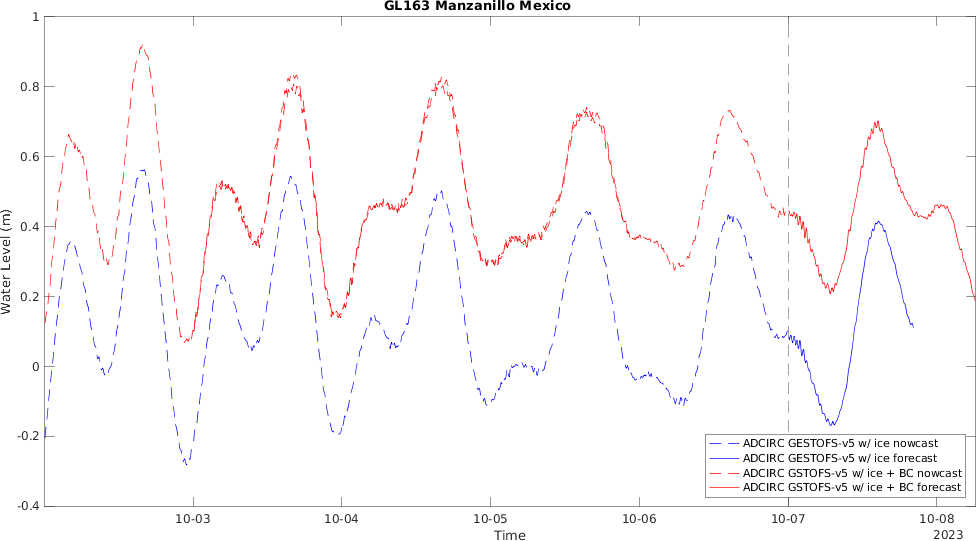 GL163 Manzanillo Mexico
1
0.8
0.6
0.4
0.2
0
-0.2
-0.4
Water Level (m)
10-03
10-04
10-05
10-06
10-07
10-08
Time
2023
ADCIRC GESTOFS-v5 w/ ice nowcast
ADCIRC GESTOFS-v5 w/ ice forecast
ADCIRC GSTOFS-v5 w/ ice + BC nowcast
ADCIRC GSTOFS-v5 w/ ice + BC forecast